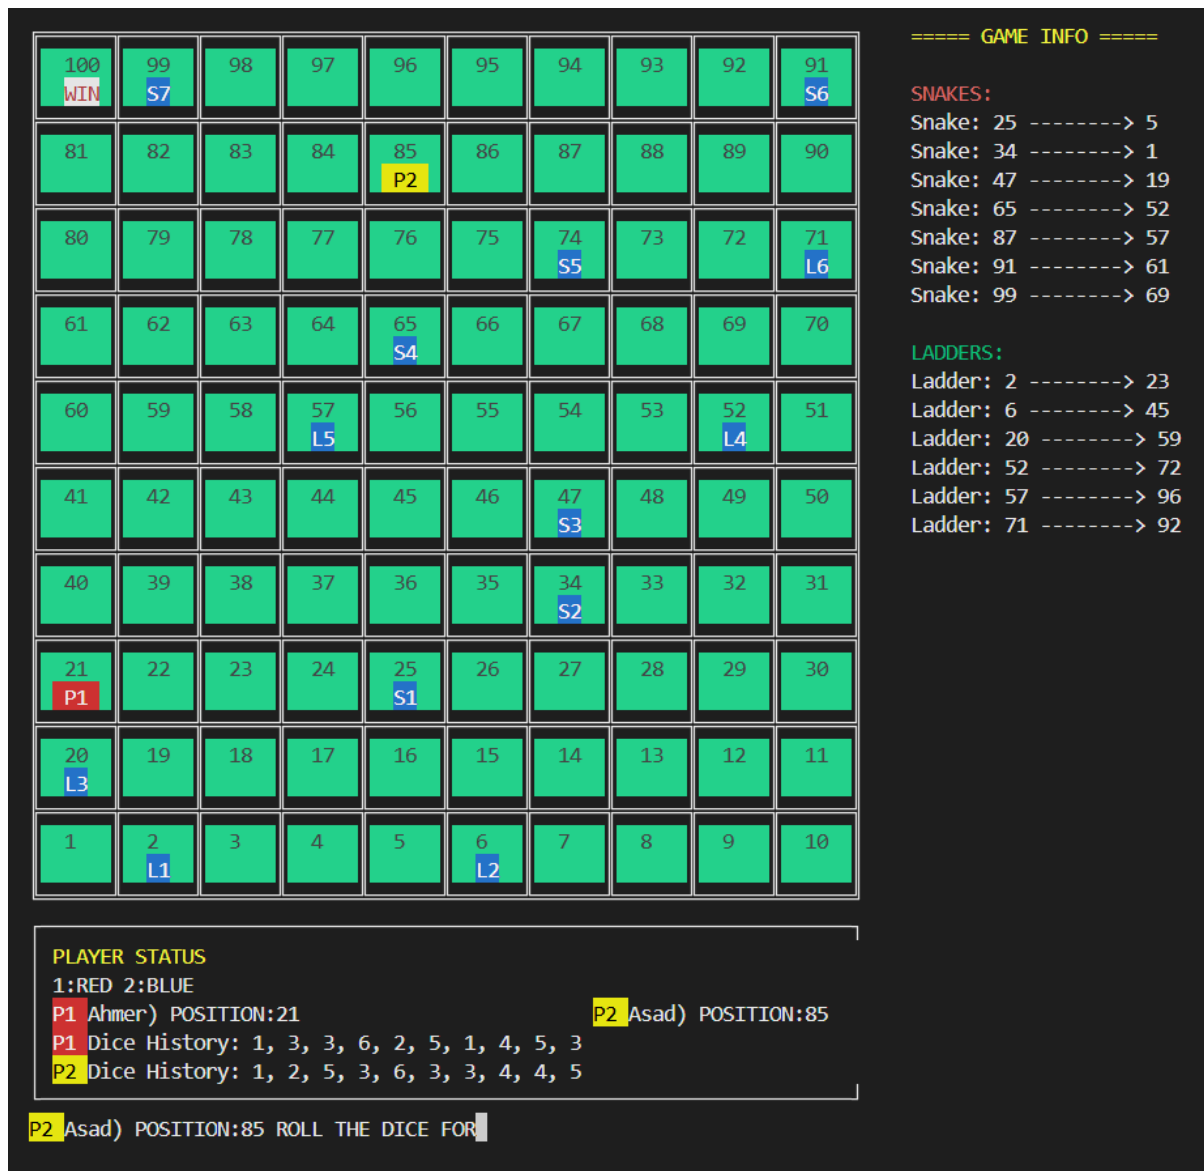 100 99 98 97 96 95 94 93 92 91
WIN S7 S6
81 82 83 84 85 86 87 88 89 90
P2
80 79 78 77 76 75 74 73 72 71
S5 L6
61 62 63 64 65 66 67 68 69 70
S4
60 59 58 57 56 55 54 53 52 51
L5 L4
41 42 43 44 45 46 47 48 49 50
S3
40 39 38 37 36 35 34 33 32 31
S2
21 22 23 24 25 26 27 28 29 30
P1 S1
20 19 18 17 16 15 14 13 12 11
L3
1 2 3 4 5 6 7 8 9 10
L1 L2
===== GAME INFO =====
SNAKES:
Snake: 25 --------> 5
Snake: 34 --------> 1
Snake: 47 --------> 19
Snake: 65 --------> 52
Snake: 87 --------> 57
Snake: 91 --------> 61
Snake: 99 --------> 69
LADDERS:
Ladder: 2 --------> 23
Ladder: 6 --------> 45
Ladder: 20 --------> 59
Ladder: 52 --------> 72
Ladder: 57 --------> 96
Ladder: 71 --------> 92
PLAYER STATUS
1:RED 2:BLUE
P1 Ahmer) POSITION:21 P2 Asad) POSITION:85
P1 Dice History: 1, 3, 3, 6, 2, 5, 1, 4, 5, 3
P2 Dice History: 1, 2, 5, 3, 6, 3, 3, 4, 4, 5
P2 Asad) POSITION:85 ROLL THE DICE FOR